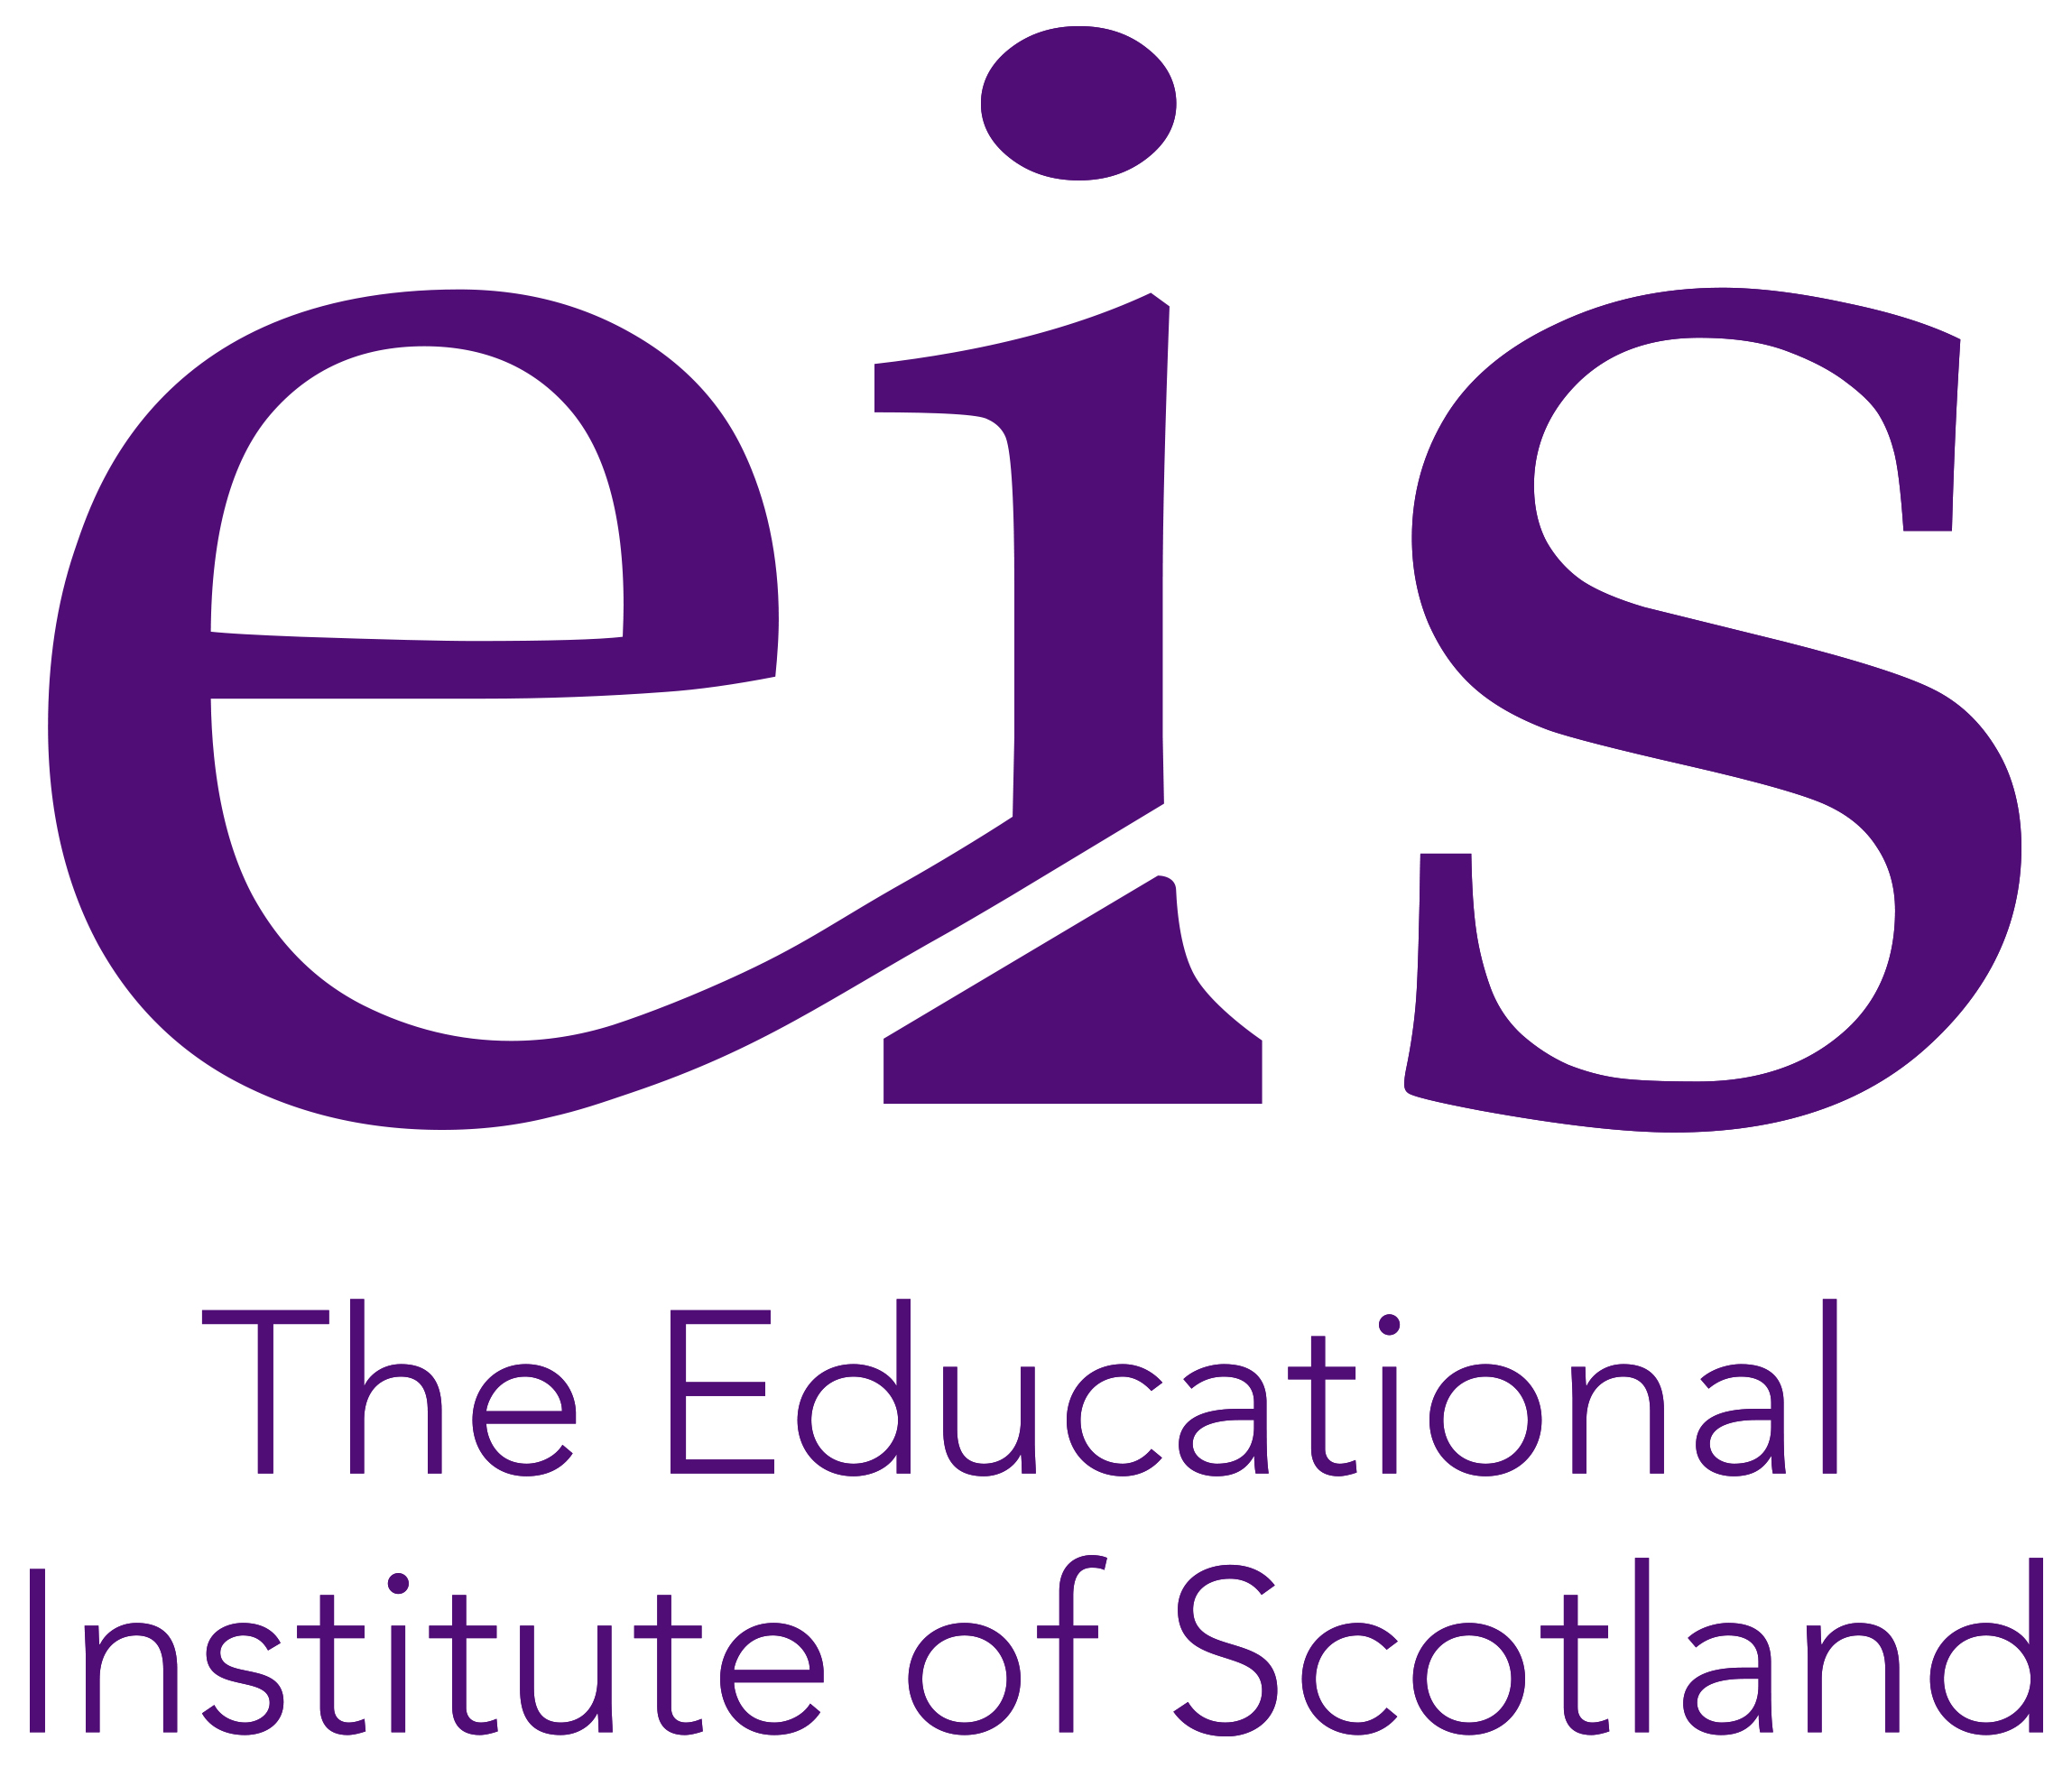 eis
The Educational
Institute of Scotland